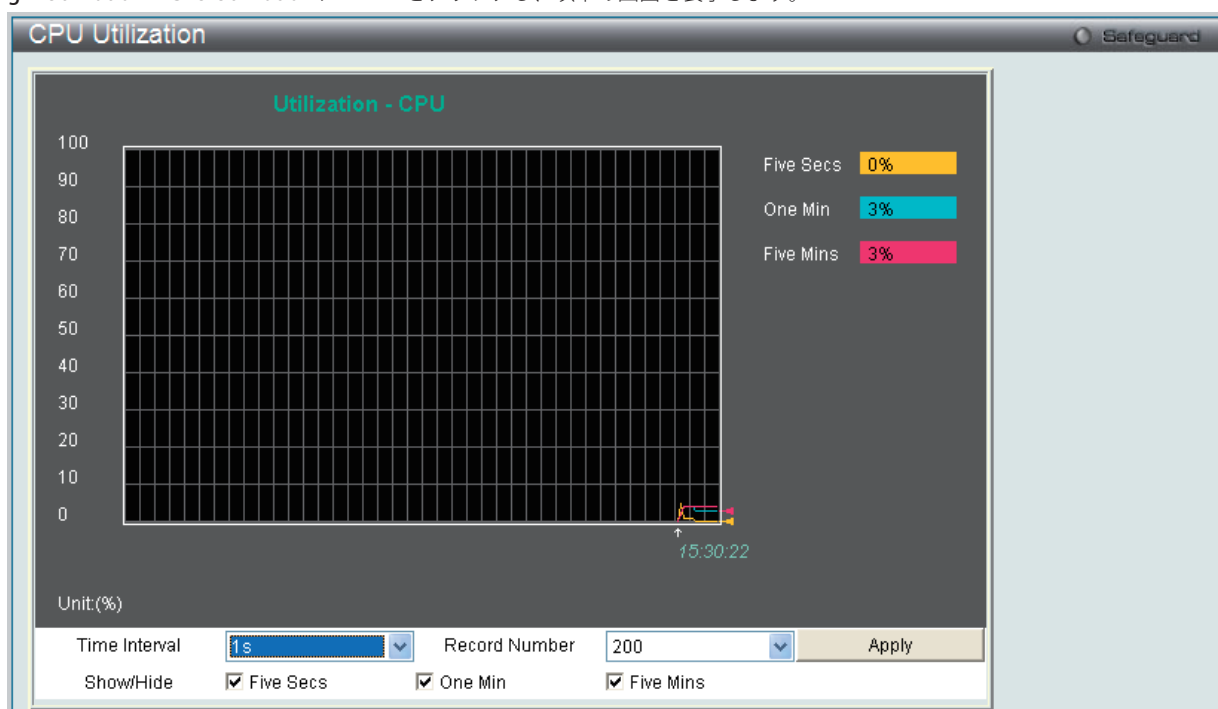 CPU Utilization
Safeguard
Utilization - CPU
100
90
80
70
60
50
40
30
20
10
0
Five Secs 0%
One Min 3%
Five Mins 3%
15:30:22
Unit:(%)
Time Interval 1s Record Number 200 Apply
Show/Hide Five Secs One Min Five Mins